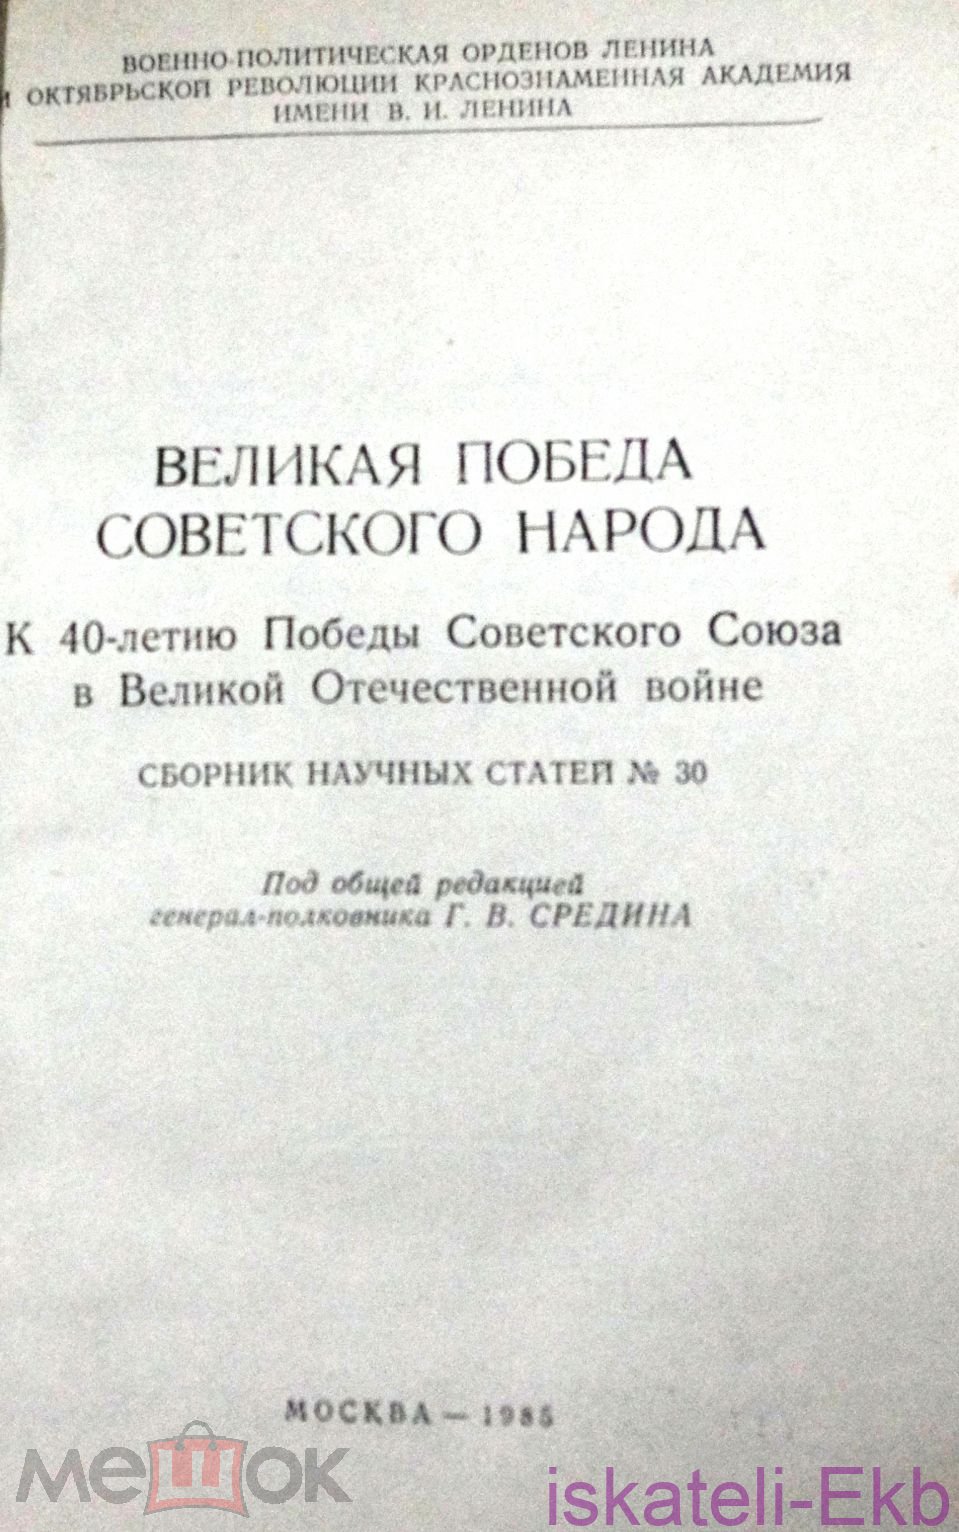 ВОЕННО-ПОЛИТИЧЕСКАЯ ОРДЕНОВ ЛЕНИНА
И ОКТЯБРЬСКОЙ РЕВОЛЮЦИИ КРАСНОЗНАМЕННАЯ АКАДЕМИЯ
ИМЕНИ В. И. ЛЕНИНА
ВЕЛИКАЯ ПОБЕДА
СОВЕТСКОГО НАРОДА
К 40-летию Победы Советского Союза
в Великой Отечественной войне
СБОРНИК НАУЧНЫХ СТАТЕЙ № 30
Под общей редакцией
генерал-полковника Г. В. СРЕДИНА
МОСКВА — 1985
мешок
iskateli-Ekb